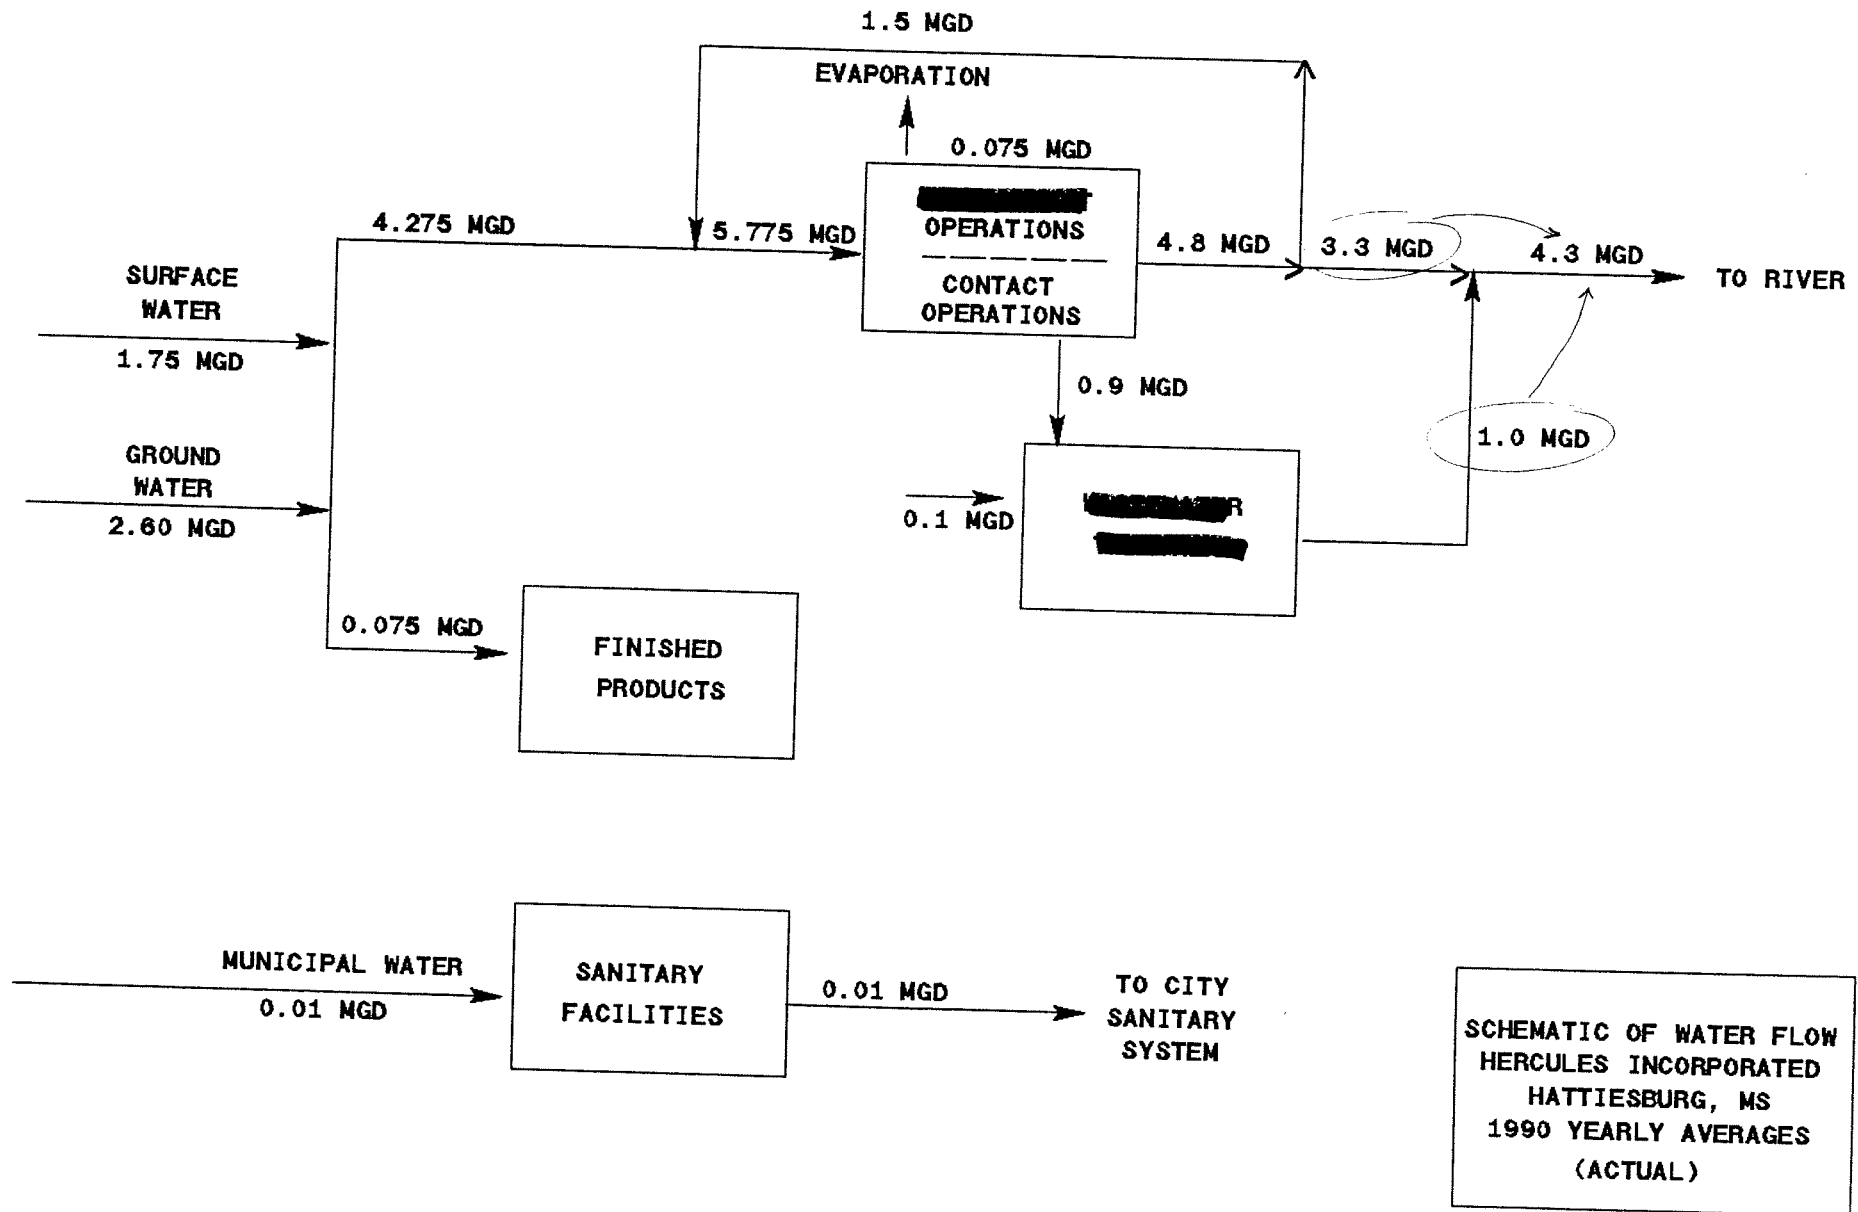 1.5 MGD
EVAPORATION
0.075 MGD
OPERATIONS
CONTACT
OPERATIONS
4.275 MGD
5.775 MGD
4.8 MGD
3.3 MGD
4.3 MGD
TO RIVER
SURFACE
WATER
1.75 MGD
0.9 MGD
1.0 MGD
GROUND
WATER
2.60 MGD
0.1 MGD
0.075 MGD
FINISHED
PRODUCTS
MUNICIPAL WATER
0.01 MGD
SANITARY
FACILITIES
0.01 MGD
TO CITY
SANITARY
SYSTEM
SCHEMATIC OF WATER FLOW
HERCULES INCORPORATED
HATTIESBURG, MS
1990 YEARLY AVERAGES
(ACTUAL)